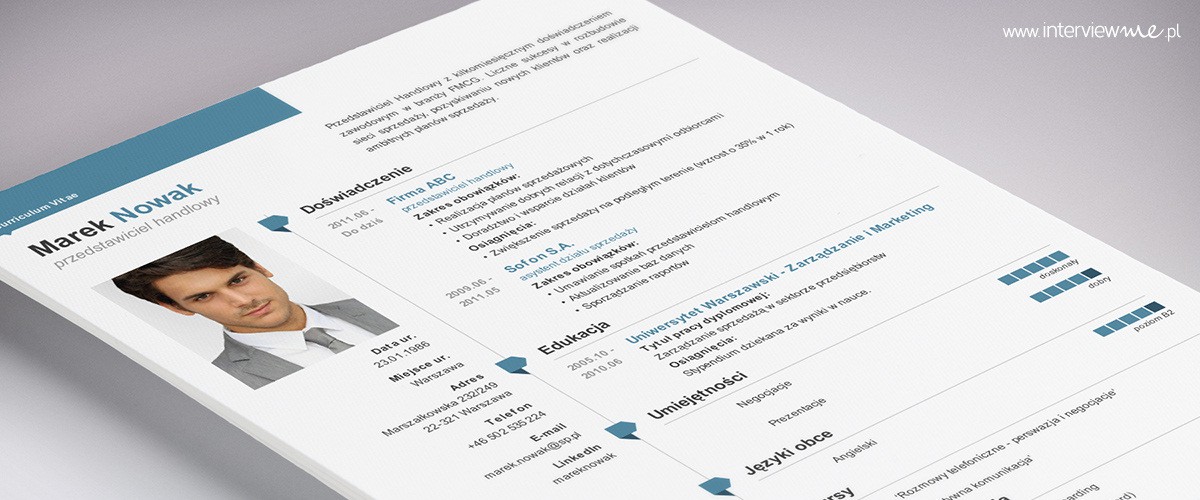 www.interviewme.pl
Curriculum Vitae
Marek Nowak
przedstawiciel handlowy
Data ur.
23.01.1986
Miejsce ur.
Warszawa
Adres
Marszałkowska 232/249
22-321 Warszawa
Telefon
+46 502 535 224
E-mail
marek.nowak@sp.pl
LinkedIn
mareknowak
Przedstawiciel Handlowy z kilkomiesięcznym doświadczeniem
zawodowym w branży FMCG. Liczne sukcesy w rozbudowie
sieci sprzedaży, pozyskiwaniu nowych klientów oraz realizacji
ambitnych planów sprzedaży.
Doświadczenie
2011.06 -
Do dziś
Firma ABC
przedstawiciel handlowy
Zakres obowiązków:
• Realizacja planów sprzedażowych
• Utrzymywanie dobrych relacji z dotychczasowymi odbiorcami
• Doradztwo i wsparcie działań klientów
Osiągnięcia:
• Zwiększenie sprzedaży na podległym terenie (wzrost o 35% w 1 rok)
2009.06 -
2011.05
Sofon S.A.
asystent działu sprzedaży
Zakres obowiązków:
• Umawianie spotkań przedstawicielom handlowym
• Aktualizowanie baz danych
• Sporządzanie raportów
Edukacja
2005.10 -
2010.06
Uniwersytet Warszawski - Zarządzanie i Marketing
Tytuł pracy dyplomowej:
Zarządzanie sprzedażą w sektorze przedsiębiorstw
Osiągnięcia:
Stypendium dziekana za wyniki w nauce.
Umiejętności
Negocjacje
doskonały
Prezentacje
dobry
Języki obce
Angielski
poziom B2
'Rozmowy telefoniczne - perswazja i negocjacje'
komunikacja'